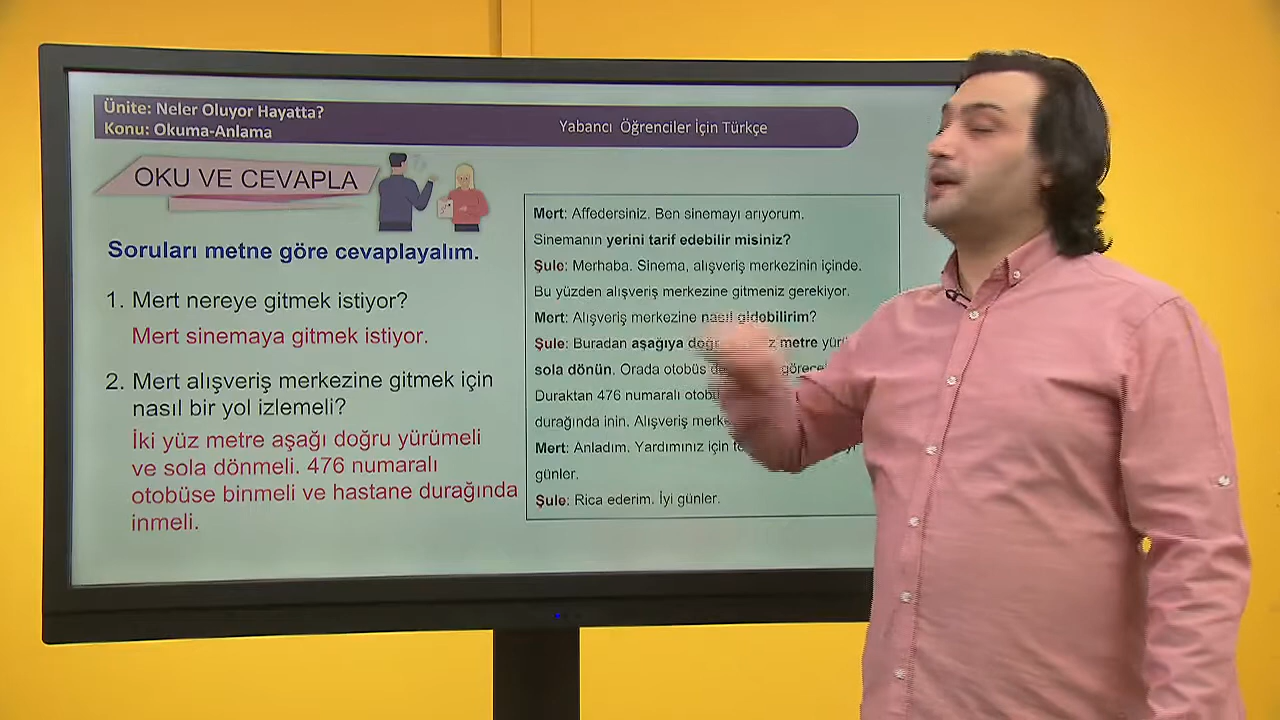 Ünite: Neler Oluyor Hayatta?
Konu: Okuma-Anlama
Yabancı Öğrenciler İçin Türkçe
OKU VE CEVAPLA
Soruları metne göre cevaplayalım.
1. Mert nereye gitmek istiyor?
Mert sinemaya gitmek istiyor.
2. Mert alışveriş merkezine gitmek için
nasıl bir yol izlemeli?
İki yüz metre aşağı doğru yürümeli
ve sola dönmeli. 476 numaralı
otobüse binmeli ve hastane durağında
inmeli.
Mert: Affedersiniz. Ben sinemayı arıyorum.
Sinemanın yerini tarif edebilir misiniz?
Şule: Merhaba. Sinema, alışveriş merkezinin içinde.
Bu yüzden alışveriş merkezine gitmeniz gerekiyor.
Mert: Alışveriş merkezine nasıl gidebilirim?
Şule: Buradan aşağıya metre
sola dönün. Orada otobüs
Duraktan 476 numaralı
durağında inin. Alışveriş
Mert: Anladım. Yardımınız için
günler.
Şule: Rica ederim. İyi günler.